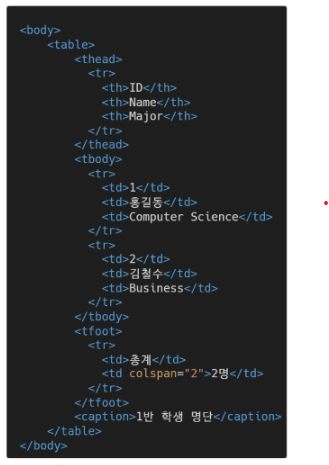 <body>
<table>
<thead>
<tr>
<th>ID</th>
<th>Name</th>
<th>Major</th>
</tr>
</thead>
<tbody>
<tr>
<td>1</td>
<td>홍길동</td>
<td>Computer Science</td>
</tr>
<tr>
<td>2</td>
<td>김철수</td>
<td>Business</td>
</tr>
</tbody>
<tfoot>
<tr>
<td>총계</td>
<td colspan="2">2명</td>
</tr>
</tfoot>
<caption>1반 학생 명단</caption>
</table>
</body>